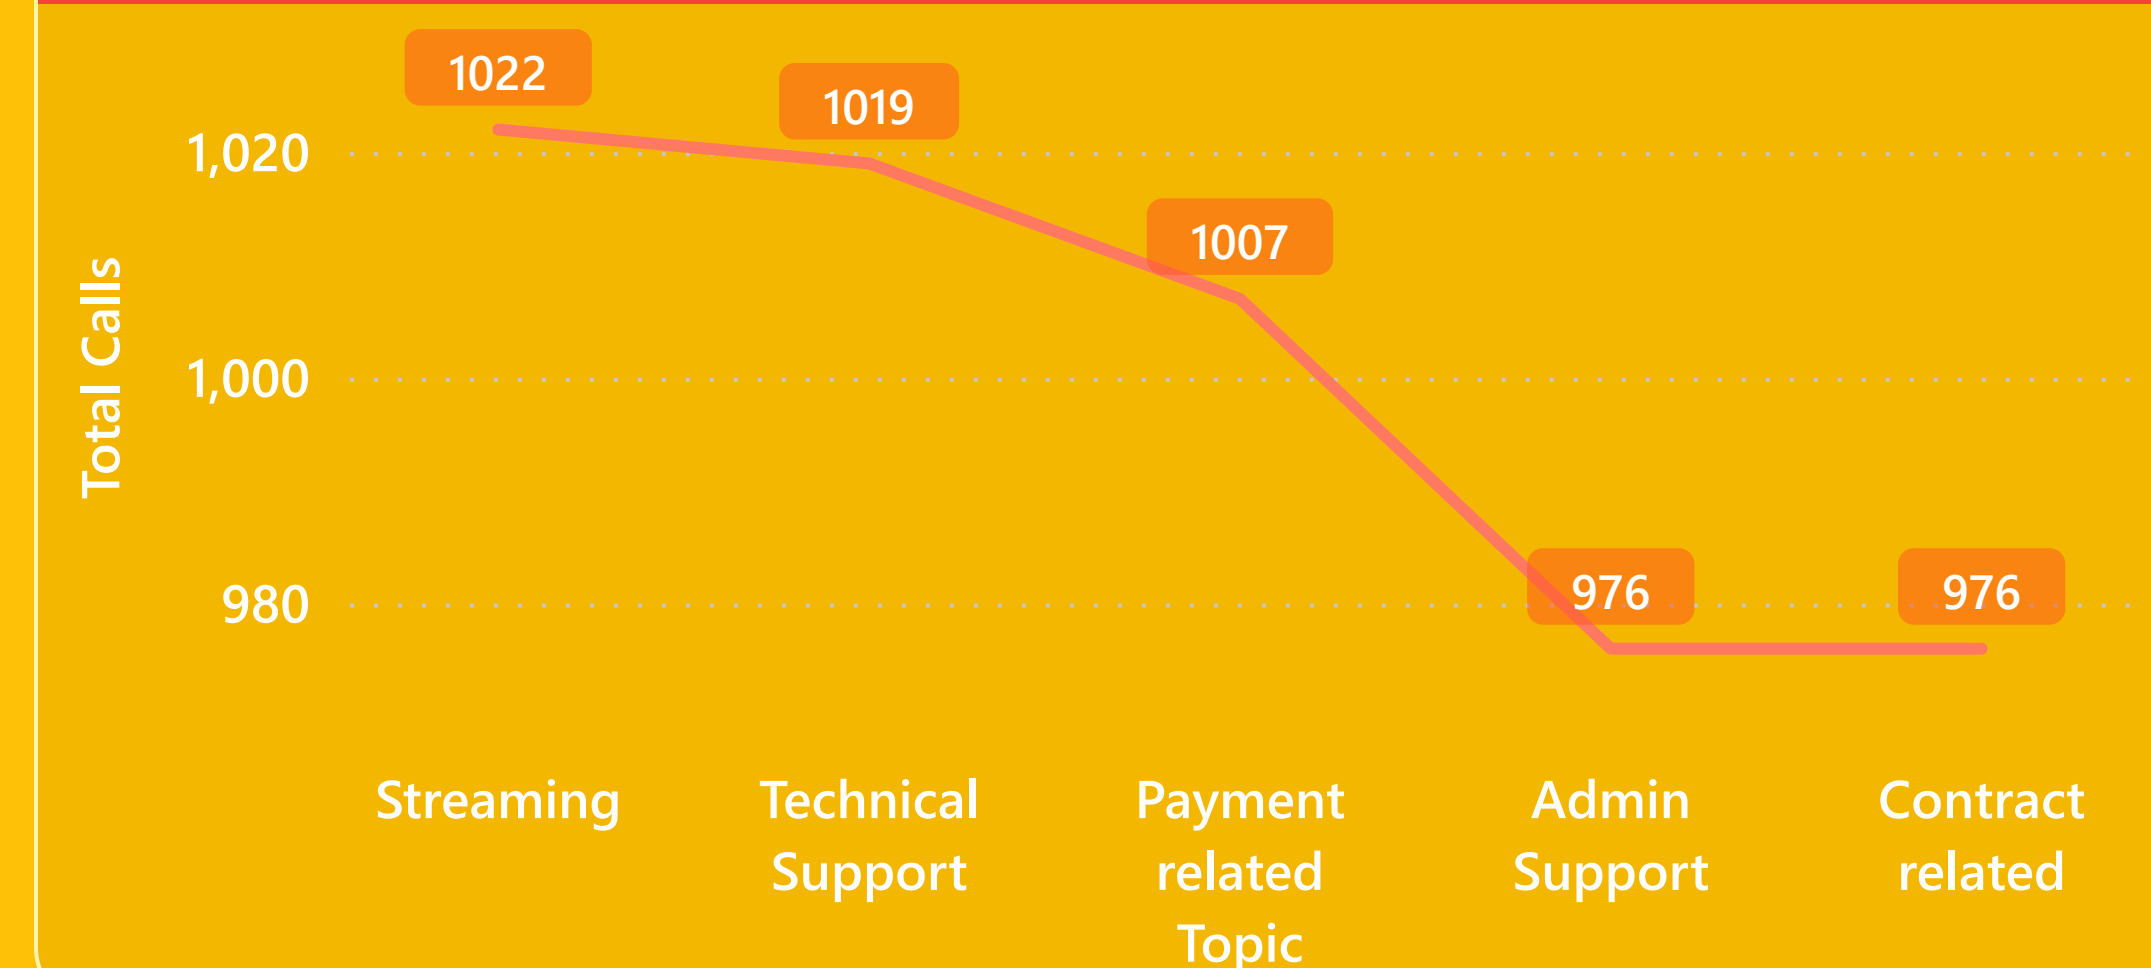 1022
1019
1,020
1007
Total Calls
1,000
976
976
980
Streaming
Technical
Support
Payment
related
Topic
Admin
Support
Contract
related